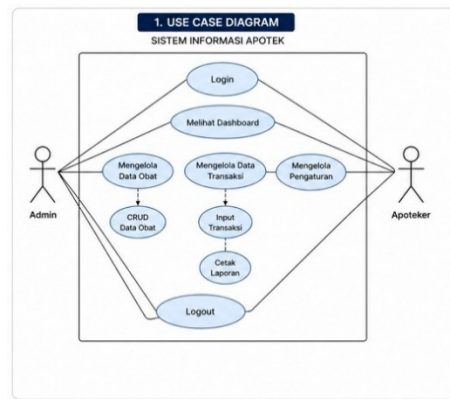 1. USE CASE DIAGRAM
SISTEM INFORMASI APOTEK
Login
Melihat Dashboard
Mengelola
Data Obat
Mengelola Data
Transaksi
Mengelola
Pengaturan
Admin
Apoteker
CRUD
Data Obat
Input
Transaksi
Cetak
Laporan
Logout